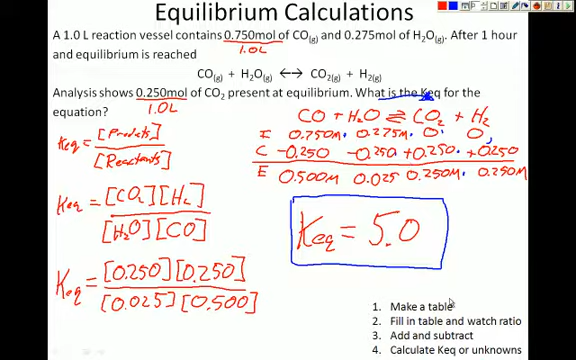 Equilibrium Calculations
A 1.0 L reaction vessel contains 0.750mol of CO(g) and 0.275mol of H2O(g). After 1 hour
1.0L
and equilibrium is reached
CO(g) + H2O(g) ⟷ CO2(g) + H2(g)
Analysis shows 0.250mol of CO2 present at equilibrium. What is the Keq for the
1.0L
equation?
Keq = [Products]
[Reactants]
Keq = [CO2][H2]
[H2O][CO]
Keq = [0.250][0.250]
[0.025][0.500]
CO + H2O ⇌ CO2 + H2
I 0.750M 0.275M 0 0
C -0.250 -0.250 +0.250 +0.250
E 0.500M 0.025 0.250M 0.250M
Keq = 5.0
1. Make a table
2. Fill in table and watch ratio
3. Add and subtract
4. Calculate Keq or unknowns